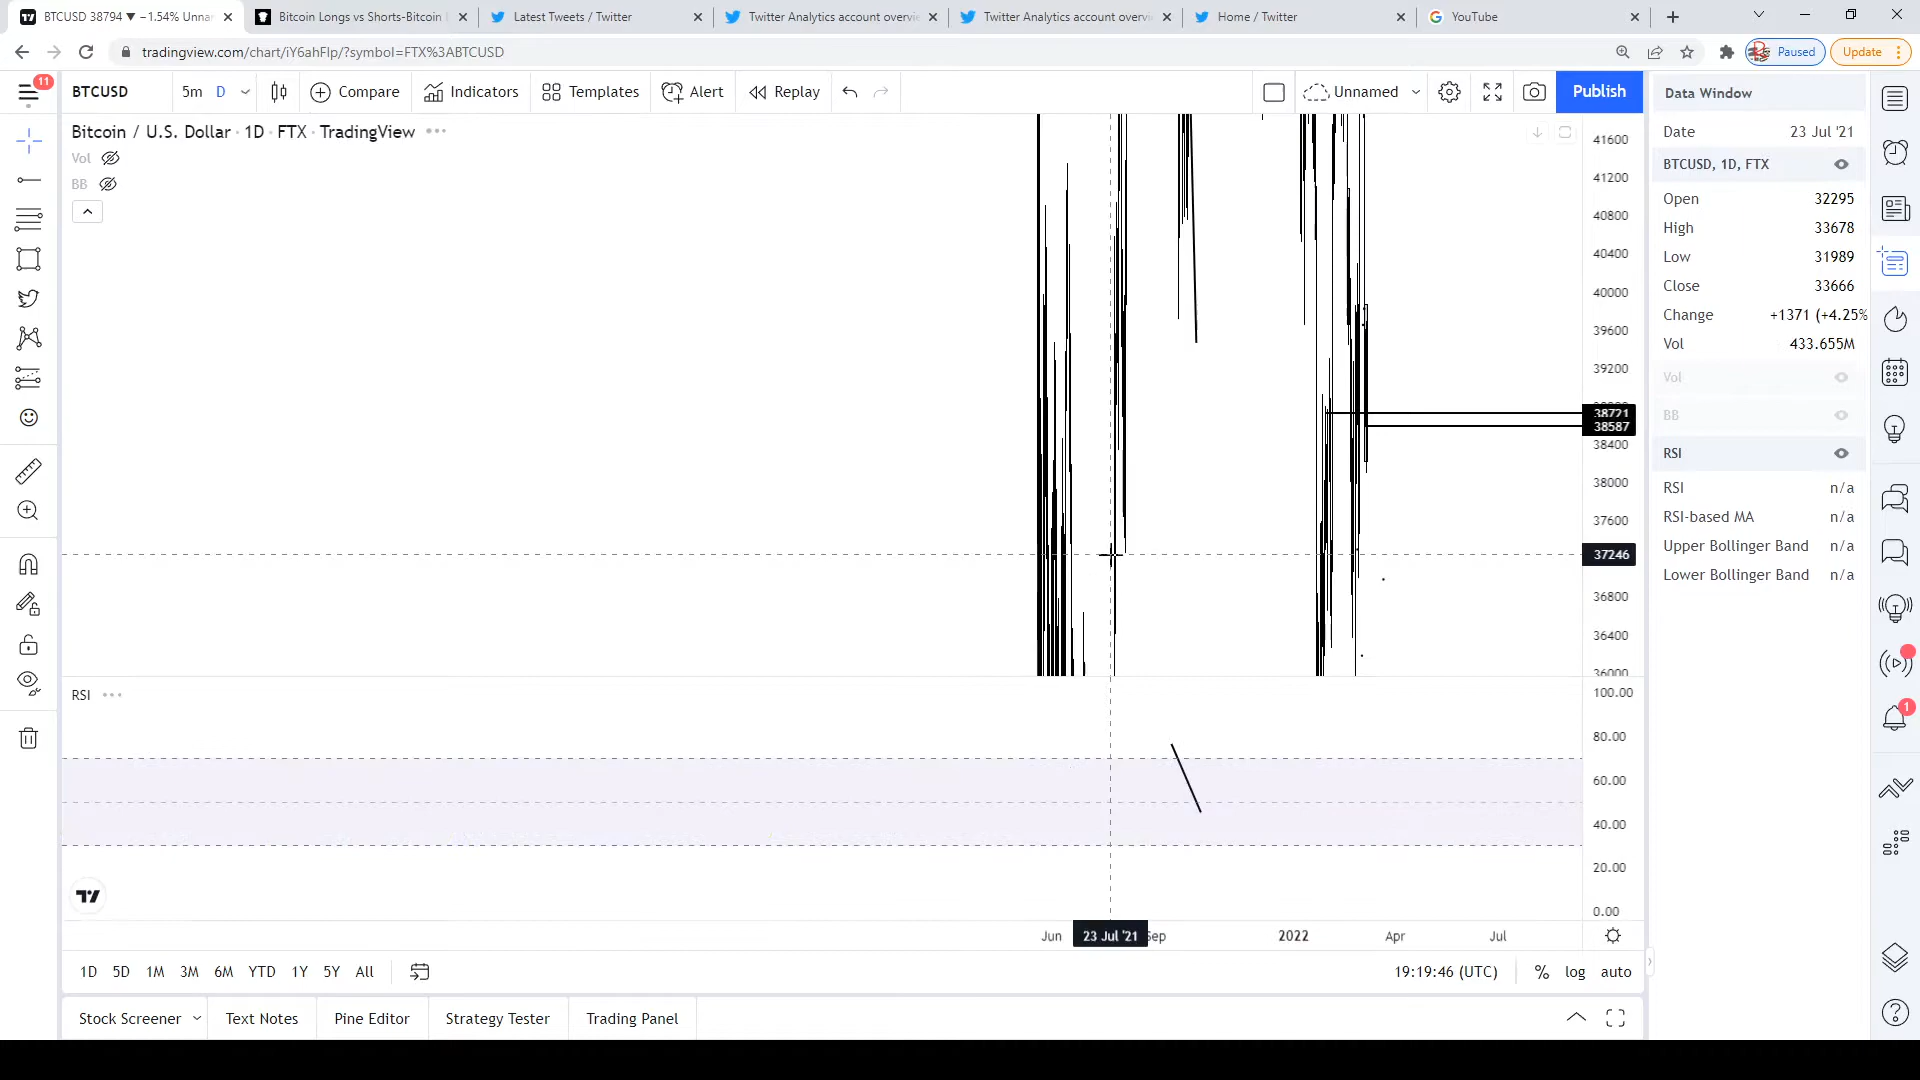 BTCUSD 38794 ▼ −1.54% Unna
Bitcoin Longs vs Shorts-Bitcoin
Latest Tweets / Twitter
Twitter Analytics account overvi
Twitter Analytics account overvi
Home / Twitter
YouTube
tradingview.com/chart/iY6ahFIp/?symbol=FTX%3ABTCUSD
Paused
Update
11
BTCUSD
5m D
Compare
Indicators
Templates
Alert
Replay
Unnamed
Publish
Bitcoin / U.S. Dollar · 1D · FTX · TradingView
Vol
BB
41600
41200
40800
40400
40000
39600
39200
38721
38587
38400
38000
37600
37246
36800
36400
36000
RSI
100.00
80.00
60.00
40.00
20.00
0.00
Jun
23 Jul '21
Sep
2022
Apr
Jul
1D 5D 1M 3M 6M YTD 1Y 5Y All
19:19:46 (UTC)
% log auto
Stock Screener
Text Notes
Pine Editor
Strategy Tester
Trading Panel
Data Window
Date 23 Jul '21
BTCUSD, 1D, FTX
Open 32295
High 33678
Low 31989
Close 33666
Change +1371 (+4.25%
Vol 433.655M
Vol
BB
RSI
RSI n/a
RSI-based MA n/a
Upper Bollinger Band n/a
Lower Bollinger Band n/a
1